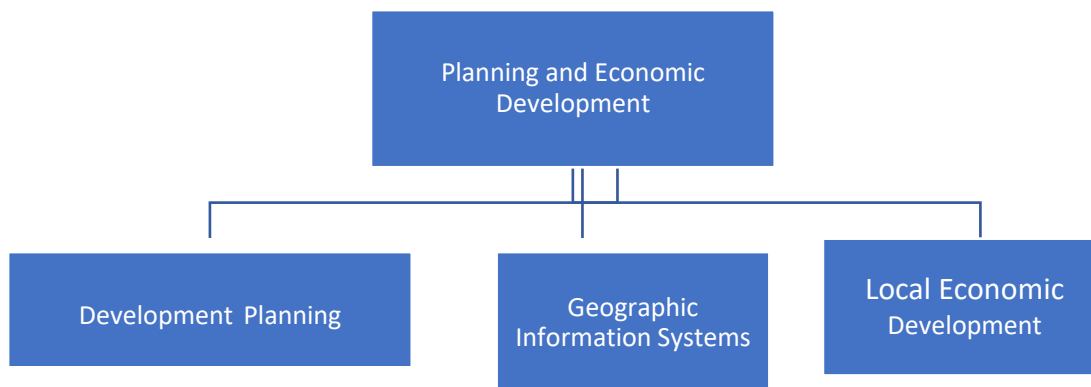 Planning and Economic
Development
Development Planning
Geographic
Information Systems
Local Economic
Development